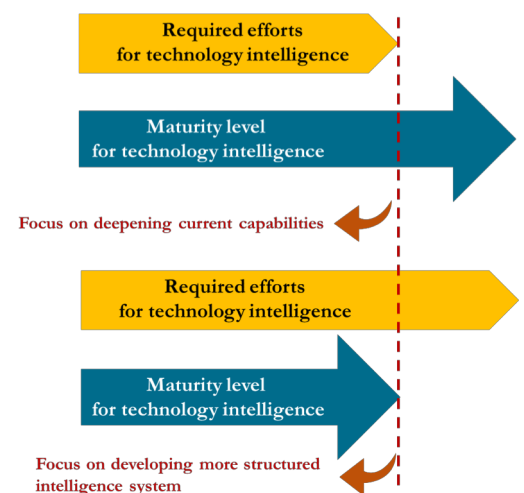 Required efforts
for technology intelligence
Maturity level
for technology intelligence
Focus on deepening current capabilities
Required efforts
for technology intelligence
Maturity level
for technology intelligence
Focus on developing more structured
intelligence system